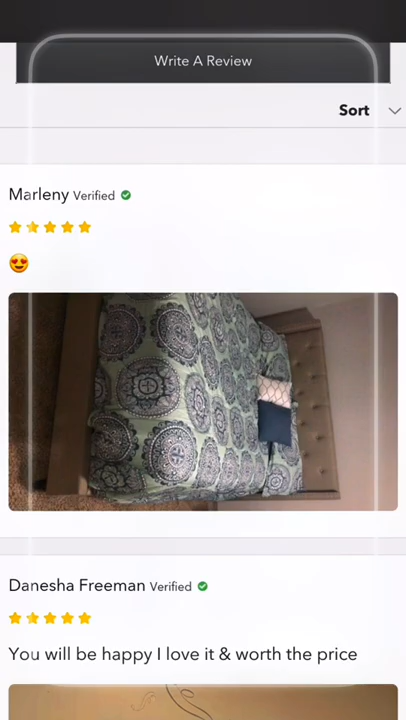 Write A Review
Sort
Marleny Verified
😍
Danesha Freeman Verified
You will be happy I love it & worth the price